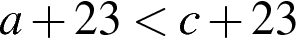 a + 23 < c + 23